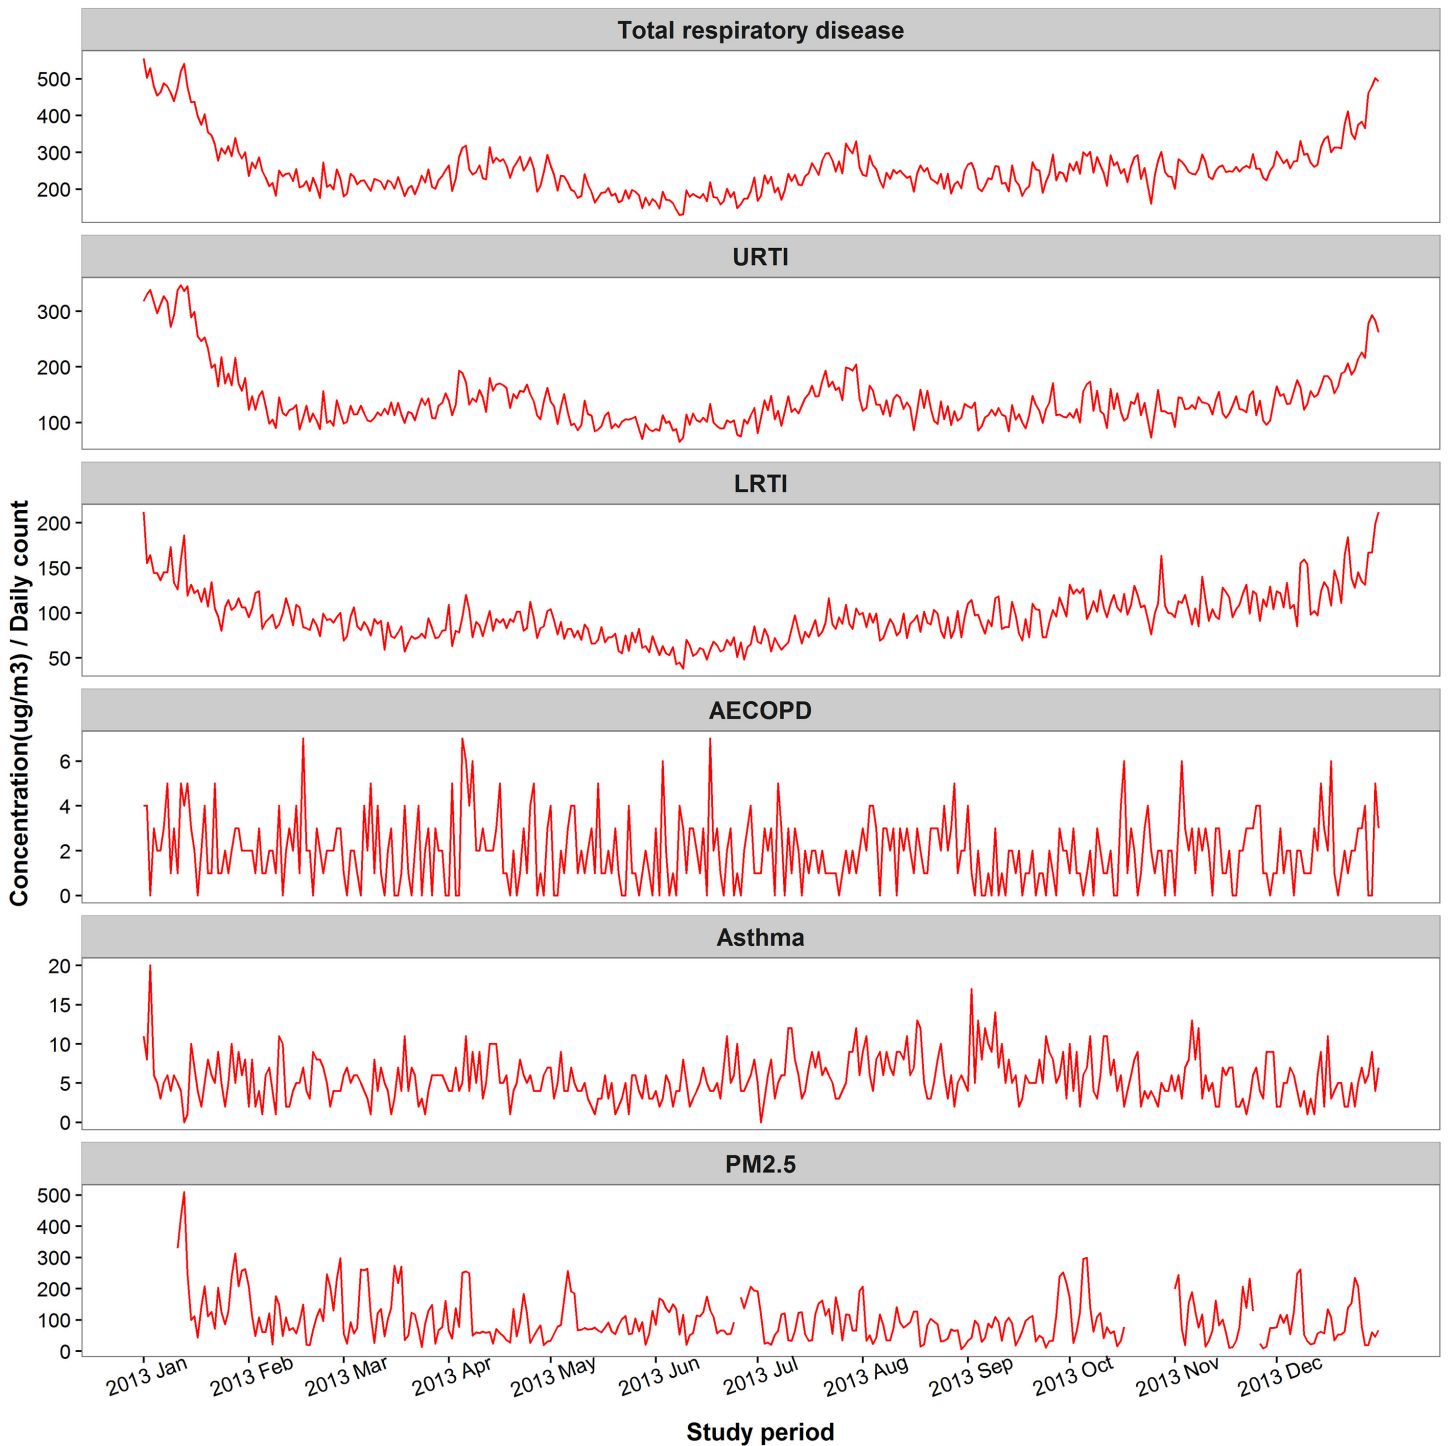 Total respiratory disease
500
400
300
200
URTI
300
200
100
LRTI
200
150
100
50
Concentration(ug/m3) / Daily count
AECOPD
6
4
2
0
Asthma
20
15
10
5
0
PM2.5
500
400
300
200
100
0
2013 Jan 2013 Feb 2013 Mar 2013 Apr 2013 May 2013 Jun 2013 Jul 2013 Aug 2013 Sep 2013 Oct 2013 Nov 2013 Dec
Study period